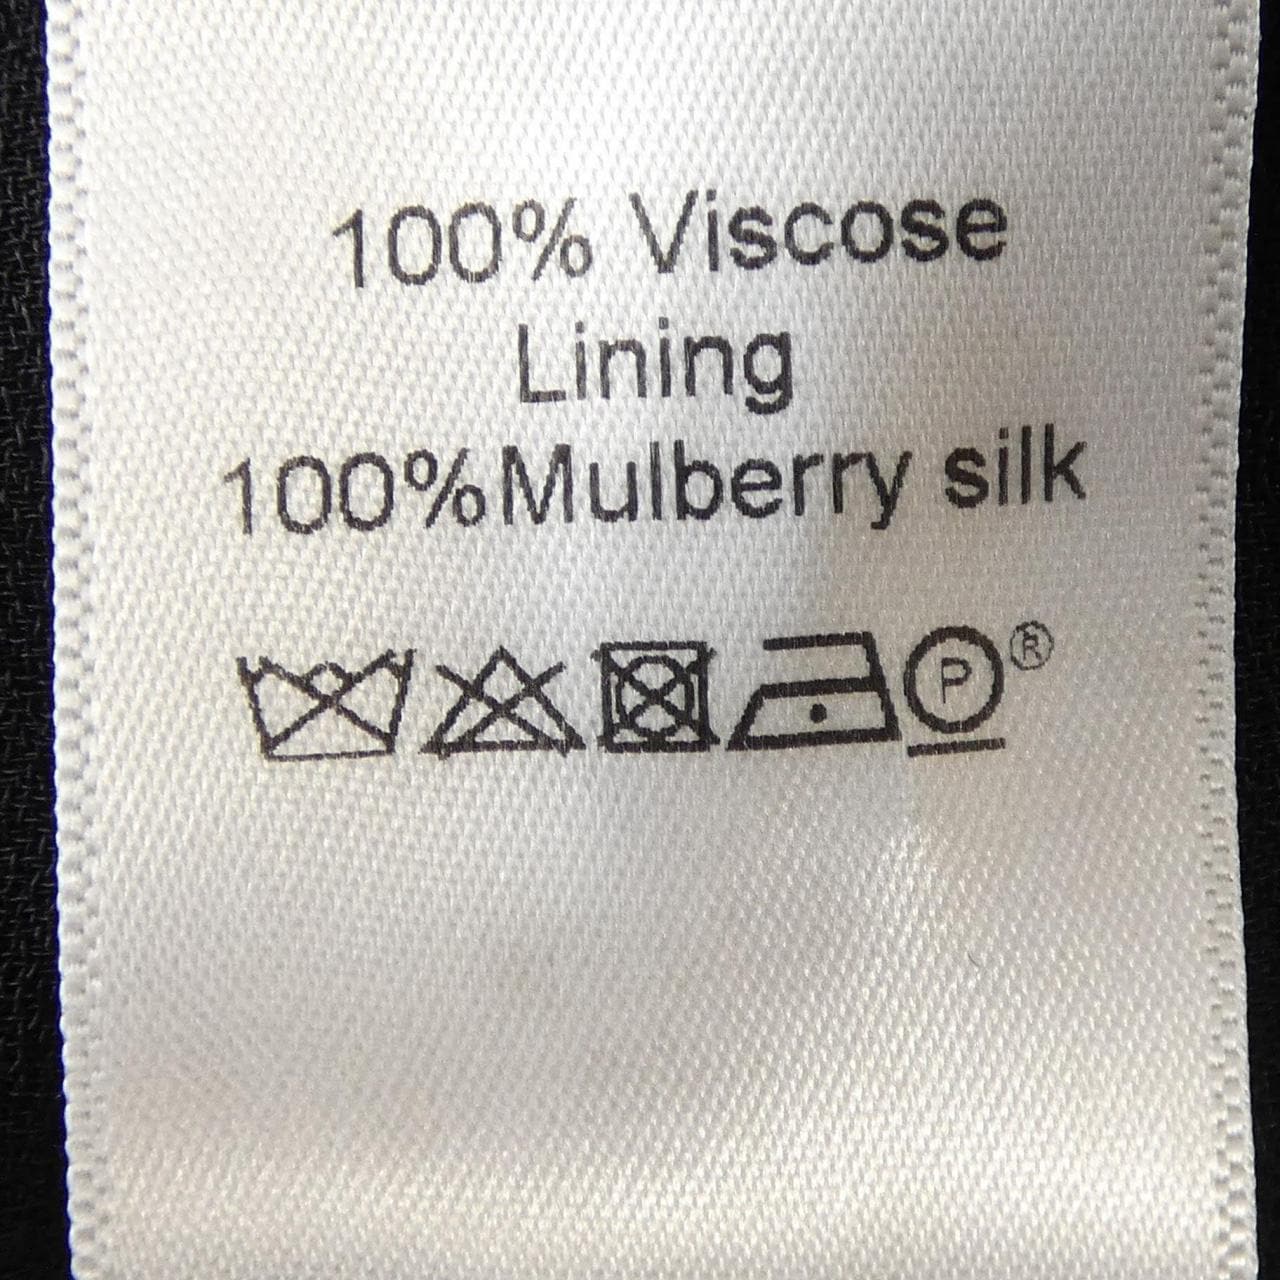 100% Viscose
Lining
100%Mulberry silk
P ®